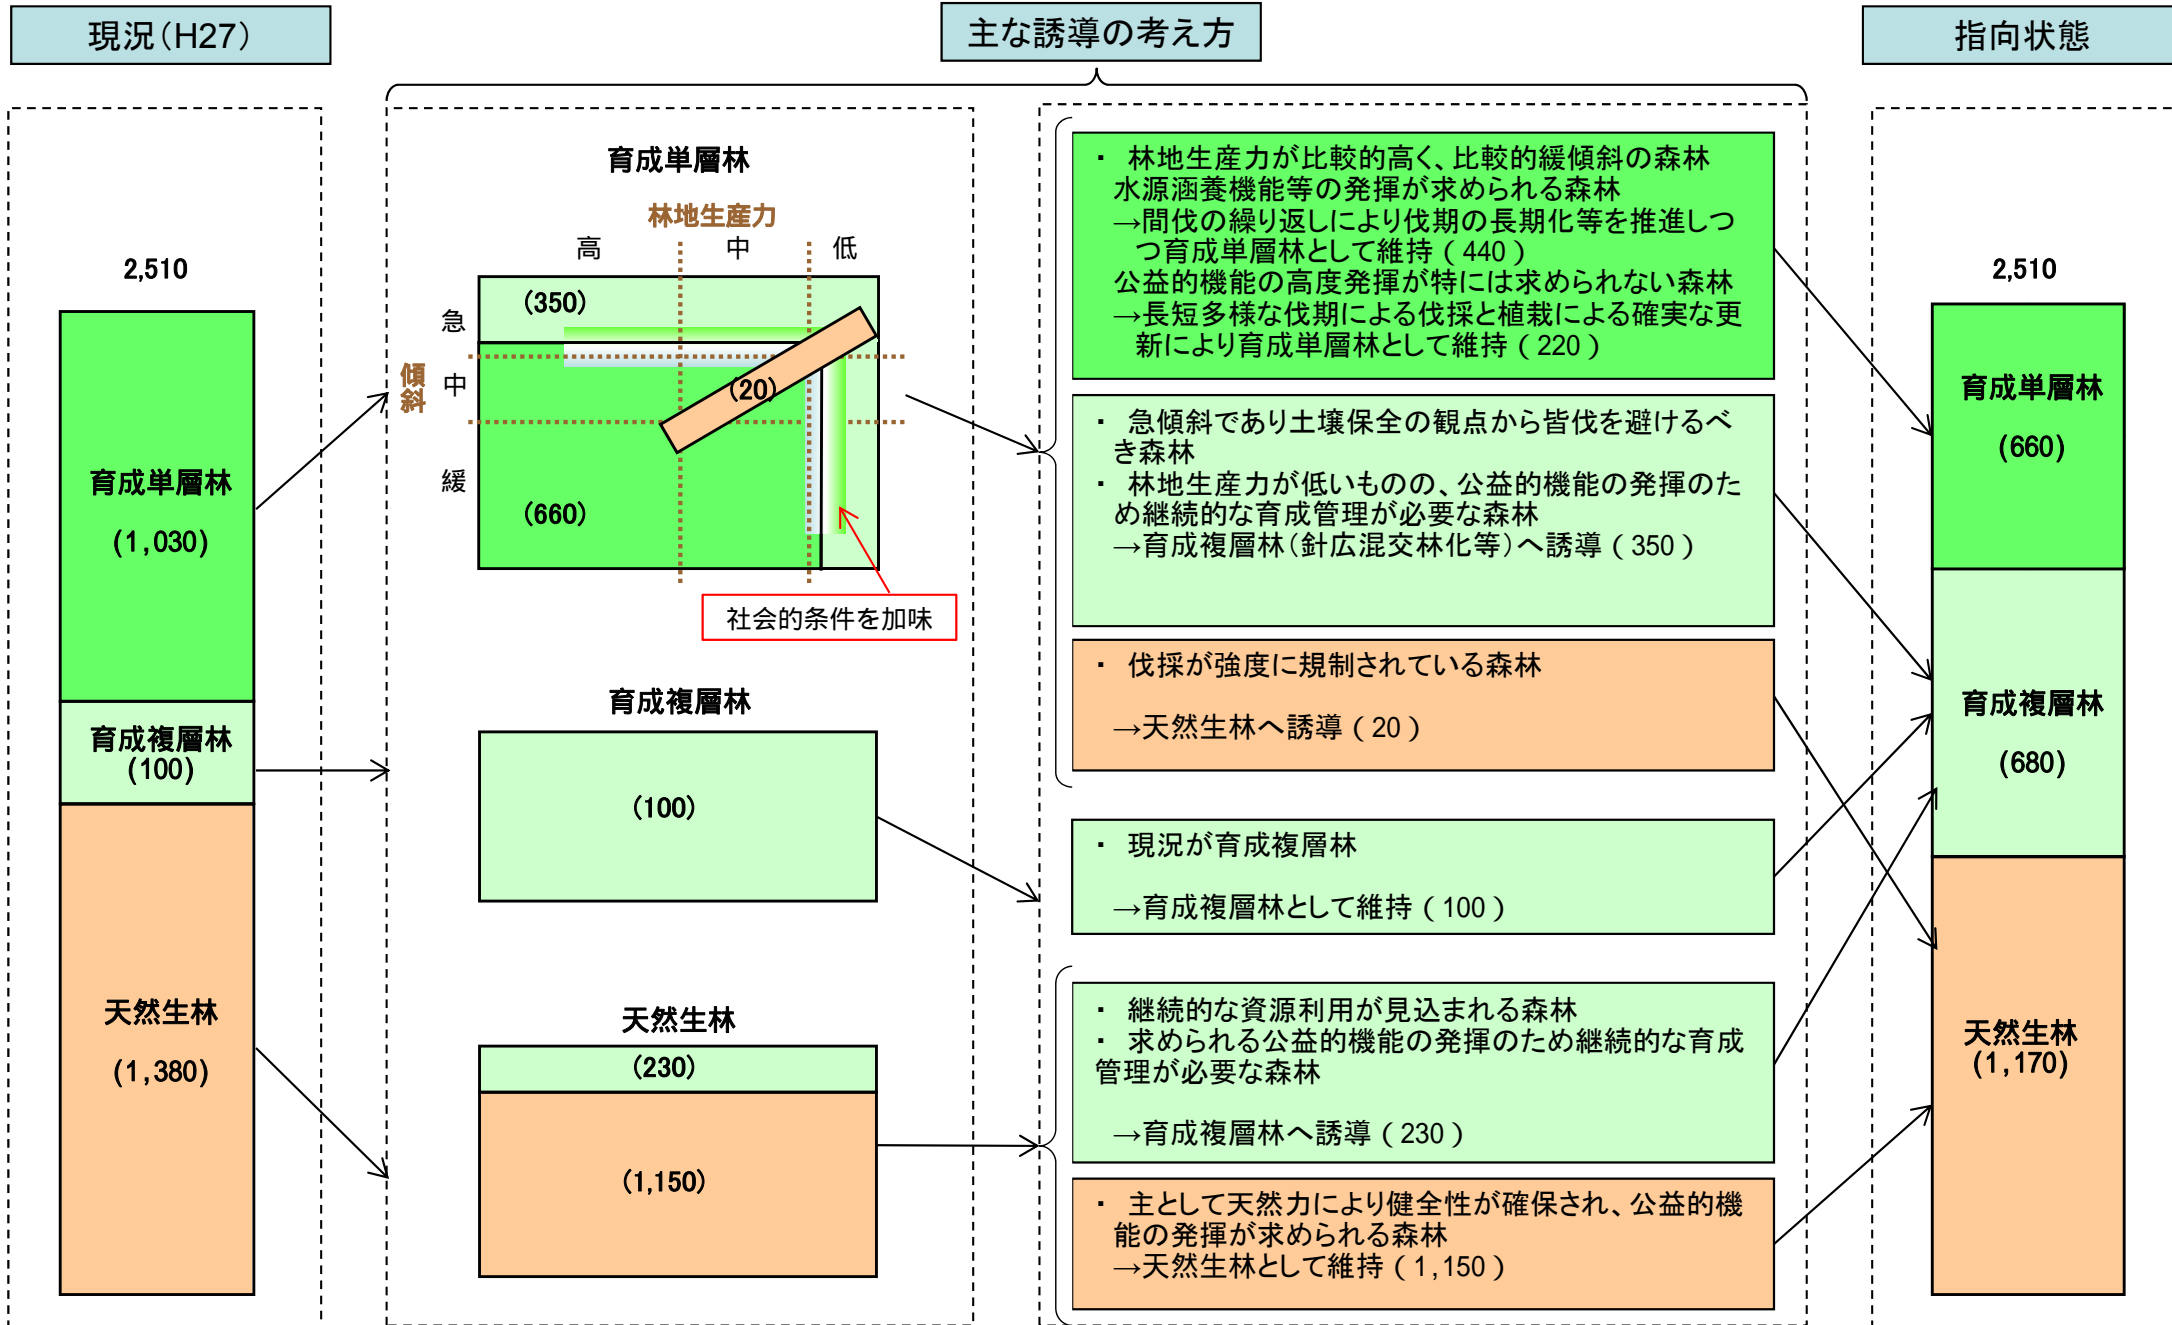 現況(H27)
主な誘導の考え方
指向状態
2,510
育成単層林
(1,030)
育成複層林
(100)
天然生林
(1,380)
育成単層林
林地生産力
高
中
低
傾斜
急
中
緩
(350)
(20)
(660)
社会的条件を加味
育成複層林
(100)
天然生林
(230)
(1,150)
・ 林地生産力が比較的高く、比較的緩傾斜の森林
水源涵養機能等の発揮が求められる森林
→間伐の繰り返しにより伐期の長期化等を推進しつ
つ育成単層林として維持(440)
公益的機能の高度発揮が特には求められない森林
→長短多様な伐期による伐採と植栽による確実な更
新により育成単層林として維持(220)
・ 急傾斜であり土壌保全の観点から皆伐を避けるべ
き森林
・ 林地生産力が低いものの、公益的機能の発揮のた
め継続的な育成管理が必要な森林
→育成複層林(針広混交林化等)へ誘導(350)
・ 伐採が強度に規制されている森林
→天然生林へ誘導(20)
・ 現況が育成複層林
→育成複層林として維持(100)
・ 継続的な資源利用が見込まれる森林
・ 求められる公益的機能の発揮のため継続的な育成
管理が必要な森林
→育成複層林へ誘導(230)
・ 主として天然力により健全性が確保され、公益的機
能の発揮が求められる森林
→天然生林として維持(1,150)
2,510
育成単層林
(660)
育成複層林
(680)
天然生林
(1,170)